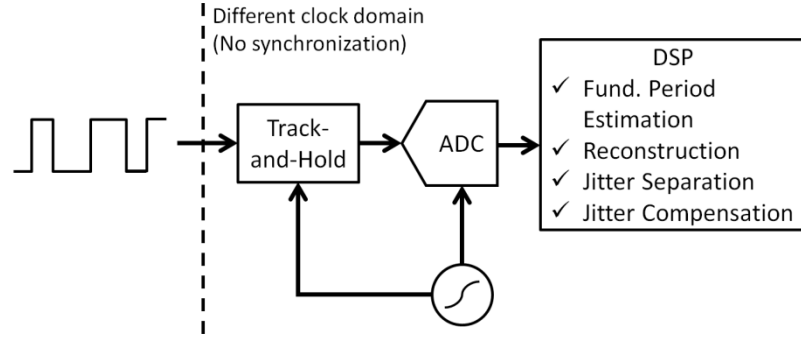 Different clock domain
(No synchronization)
Track-
and-Hold
ADC
DSP
✓ Fund. Period
Estimation
✓ Reconstruction
✓ Jitter Separation
✓ Jitter Compensation